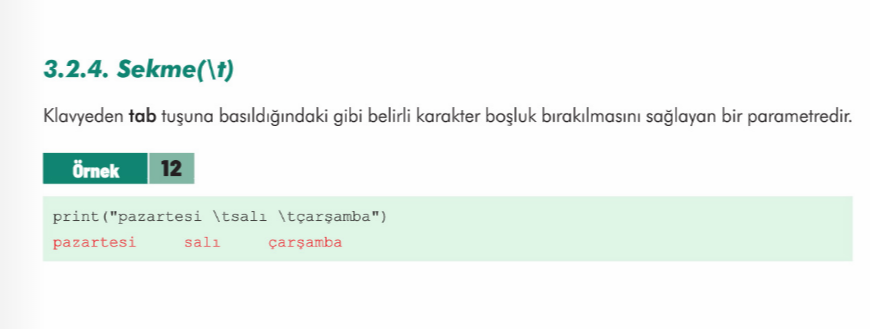 3.2.4. Sekme(\t)
Klavyeden tab tuşuna basıldığındaki gibi belirli karakter boşluk bırakılmasını sağlayan bir parametredir.
Örnek 12
print("pazartesi \tsalı \tçarşamba")
pazartesi salı çarşamba